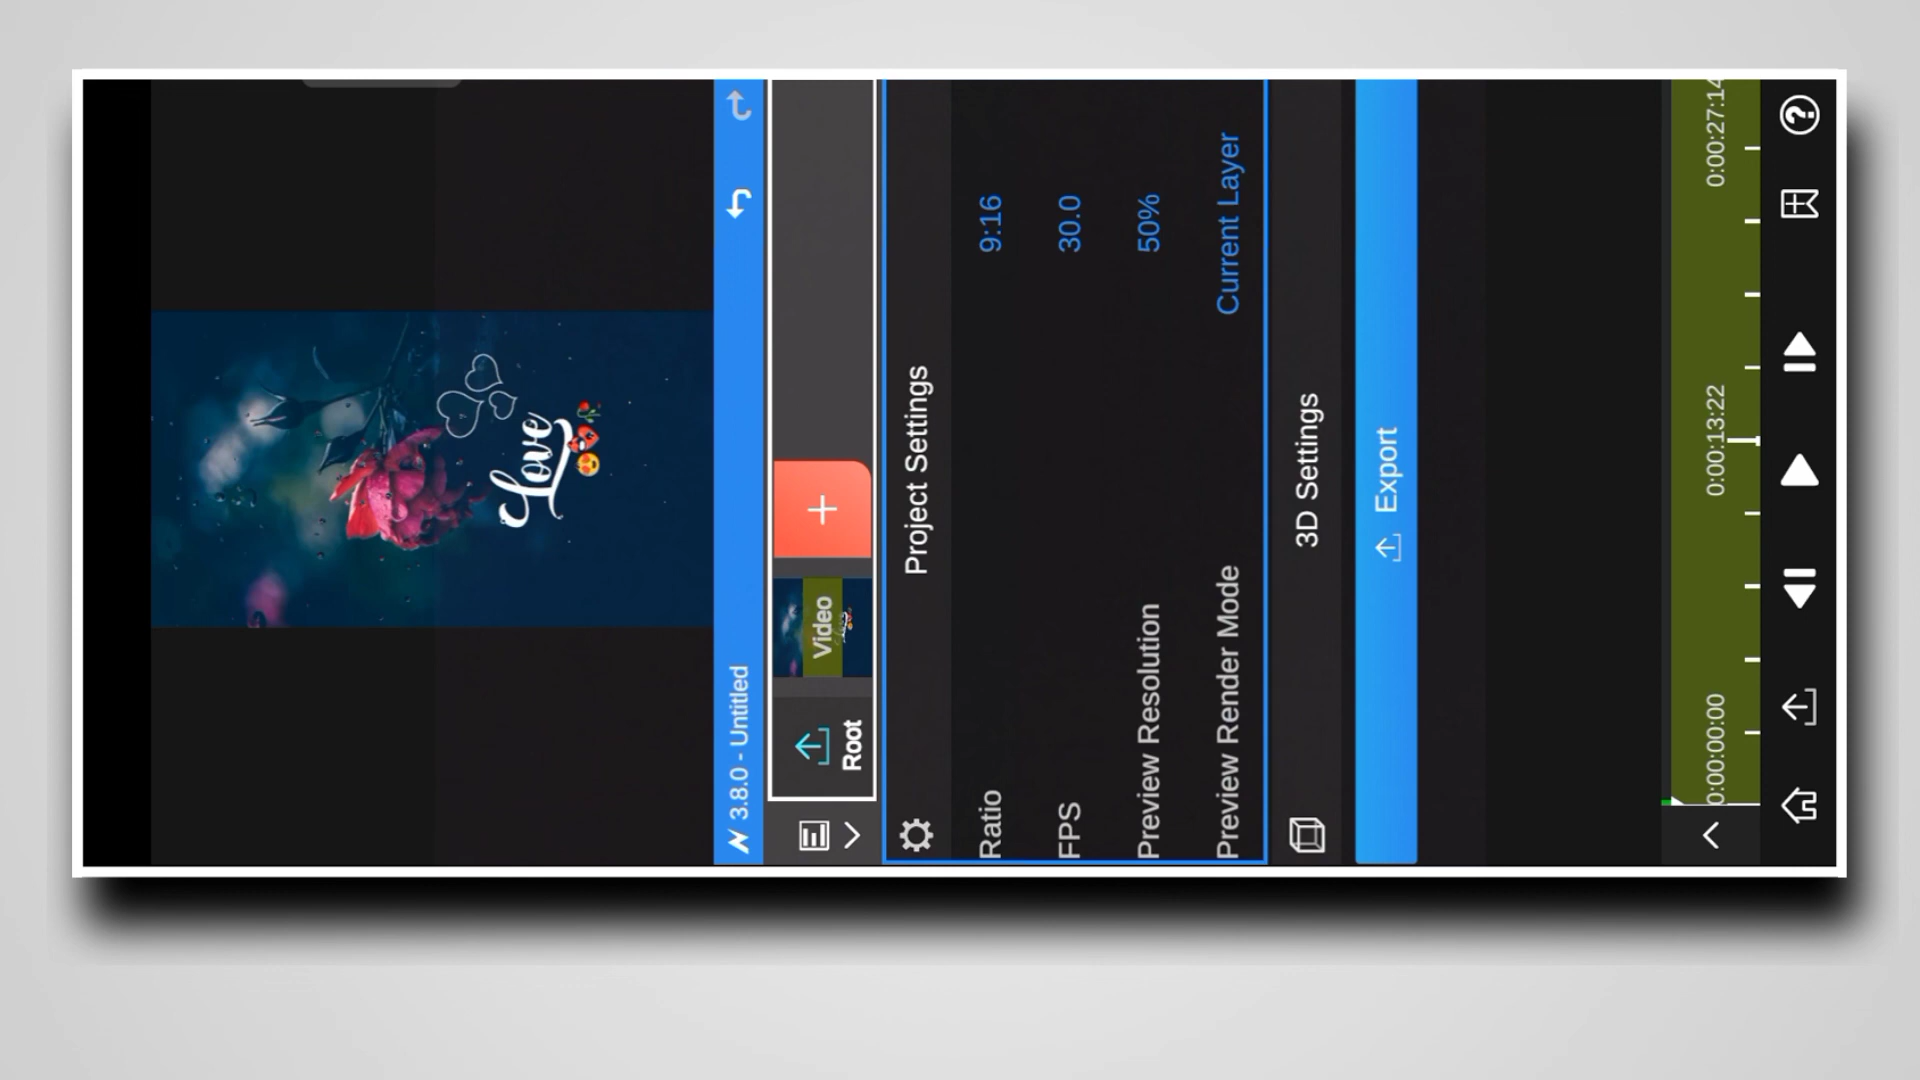 Love
3.8.0 - Untitled
Root
Video
Project Settings
Ratio 9:16
FPS 30.0
Preview Resolution 50%
Preview Render Mode Current Layer
3D Settings
Export
0:00:00:00 0:00:13:22 0:00:27:14